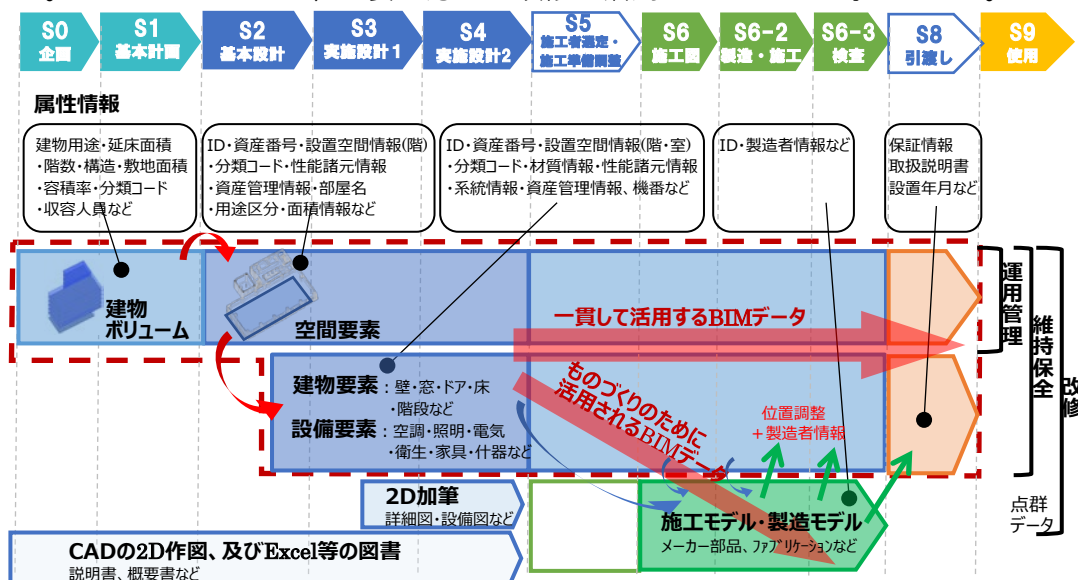 S0
企画
S1
基本計画
S2
基本設計
S3
実施設計1
S4
実施設計2
S5
施工者選定・
施工準備調整
S6
施工図
S6-2
製造・施工
S6-3
検査
S8
引渡し
S9
使用
属性情報
建物用途・延床面積
・階数・構造・敷地面積
・容積率・分類コード
・収容人員など
ID・資産番号・設置空間情報(階)
・分類コード・性能諸元情報
・資産管理情報・部屋名
・用途区分・面積情報など
ID・資産番号・設置空間情報(階・室)
・分類コード・材質情報・性能諸元情報
・系統情報・資産管理情報、機番など
ID・製造者情報など
保証情報
取扱説明書
設置年月など
建物
ボリューム
空間要素
一貫して活用するBIMデータ
運用管理
維持保全
改修
建物要素：壁・窓・ドア・床
・階段など
設備要素：空調・照明・電気
・衛生・家具・什器など
ものづくりのために
活用されるBIMデータ
位置調整
＋製造者情報
2D加筆
詳細図・設備図など
施工モデル・製造モデル
メーカー部品、ファブリケーションなど
点群
データ
CADの2D作図、及びExcel等の図書
説明書、概要書など